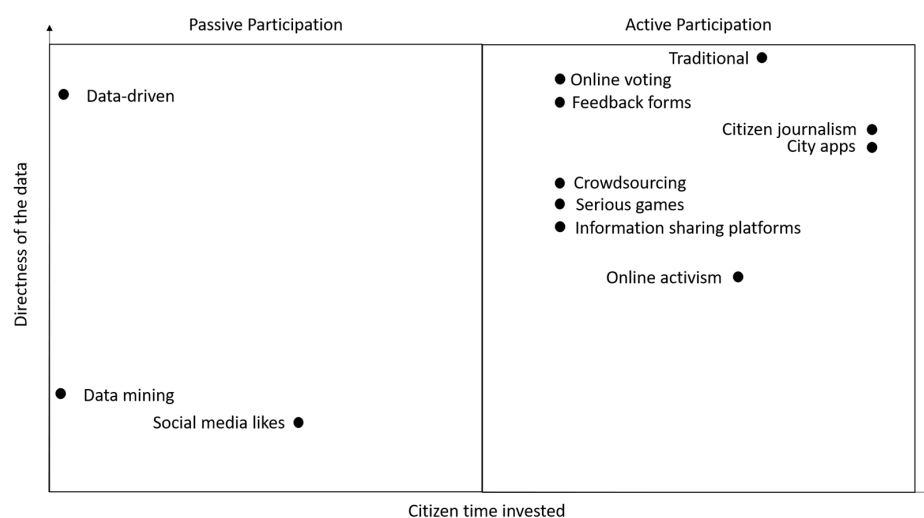 Passive Participation
Active Participation
Traditional
Online voting
Data-driven
Feedback forms
Citizen journalism
City apps
Crowdsourcing
Serious games
Information sharing platforms
Directness of the data
Online activism
Data mining
Social media likes
Citizen time invested